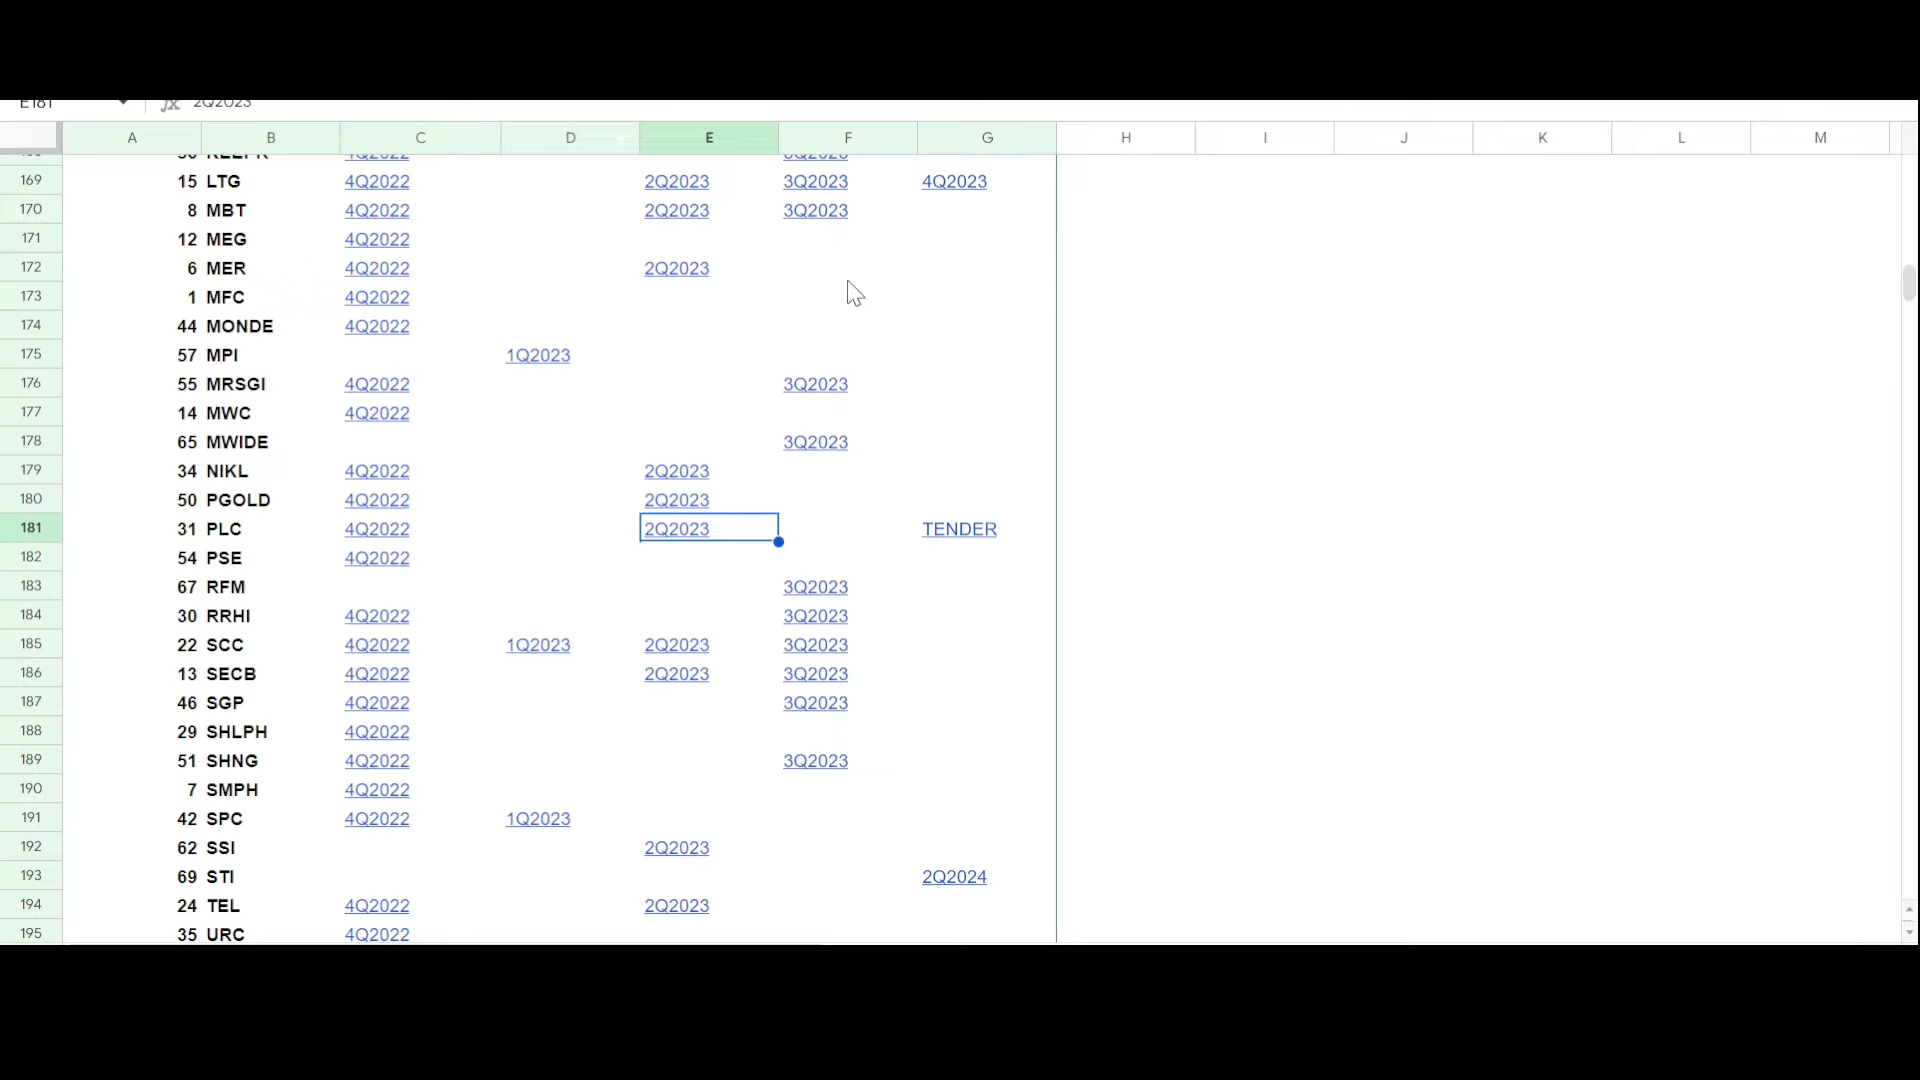 E181 fx 2Q2023
A B C D E F G H I J K L M
4Q2022 3Q2023
169 15 LTG 4Q2022 2Q2023 3Q2023 4Q2023
170 8 MBT 4Q2022 2Q2023 3Q2023
171 12 MEG 4Q2022
172 6 MER 4Q2022 2Q2023
173 1 MFC 4Q2022
174 44 MONDE 4Q2022
175 57 MPI 1Q2023
176 55 MRSGI 4Q2022 3Q2023
177 14 MWC 4Q2022
178 65 MWIDE 3Q2023
179 34 NIKL 4Q2022 2Q2023
180 50 PGOLD 4Q2022 2Q2023
181 31 PLC 4Q2022 2Q2023 TENDER
182 54 PSE 4Q2022
183 67 RFM 3Q2023
184 30 RRHI 4Q2022 3Q2023
185 22 SCC 4Q2022 1Q2023 2Q2023 3Q2023
186 13 SECB 4Q2022 2Q2023 3Q2023
187 46 SGP 4Q2022 3Q2023
188 29 SHLPH 4Q2022
189 51 SHNG 4Q2022 3Q2023
190 7 SMPH 4Q2022
191 42 SPC 4Q2022 1Q2023
192 62 SSI 2Q2023
193 69 STI 2Q2024
194 24 TEL 4Q2022 2Q2023
195 35 URC 4Q2022